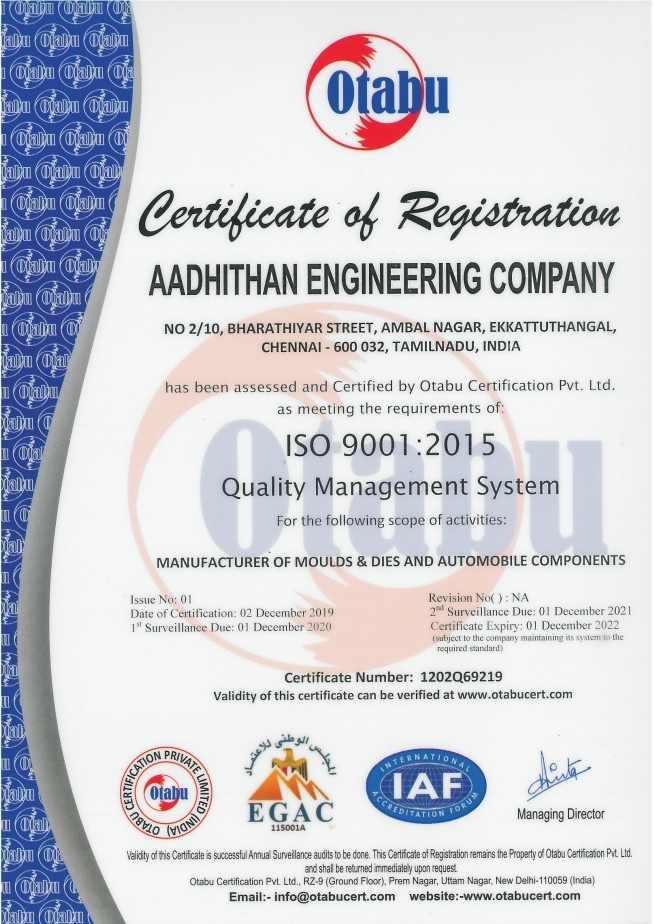 Otabu
Certificate of Registration
AADHITHAN ENGINEERING COMPANY
NO 2/10, BHARATHIYAR STREET, AMBAL NAGAR, EKKATTUTHANGAL,
CHENNAI - 600 032, TAMILNADU, INDIA
has been assessed and Certified by Otabu Certification Pvt. Ltd.
as meeting the requirements of:
ISO 9001:2015
Quality Management System
For the following scope of activities:
MANUFACTURER OF MOULDS & DIES AND AUTOMOBILE COMPONENTS
Issue No: 01
Date of Certification: 02 December 2019
1st Surveillance Due: 01 December 2020
Revision No( ) : NA
2nd Surveillance Due: 01 December 2021
Certificate Expiry: 01 December 2022
(subject to the company maintaining its system to the
required standard)
Certificate Number: 1202Q69219
Validity of this certificate can be verified at www.otabucert.com
OTABU CERTIFICATION PRIVATE LIMITED (INDIA)
Otabu
المجلس الوطني للاعتماد
EGAC
115001A
INTERNATIONAL
IAF
ACCREDITATION FORUM
Managing Director
Validity of this Certificate is successful Annual Surveillance audits to be done. This Certificate of Registration remains the Property of Otabu Certification Pvt. Ltd.
and shall be returned immediately upon request.
Otabu Certification Pvt. Ltd., RZ-9 (Ground Floor), Prem Nagar, Uttam Nagar, New Delhi-110059 (India)
Email:- info@otabucert.com website:-www.otabucert.com